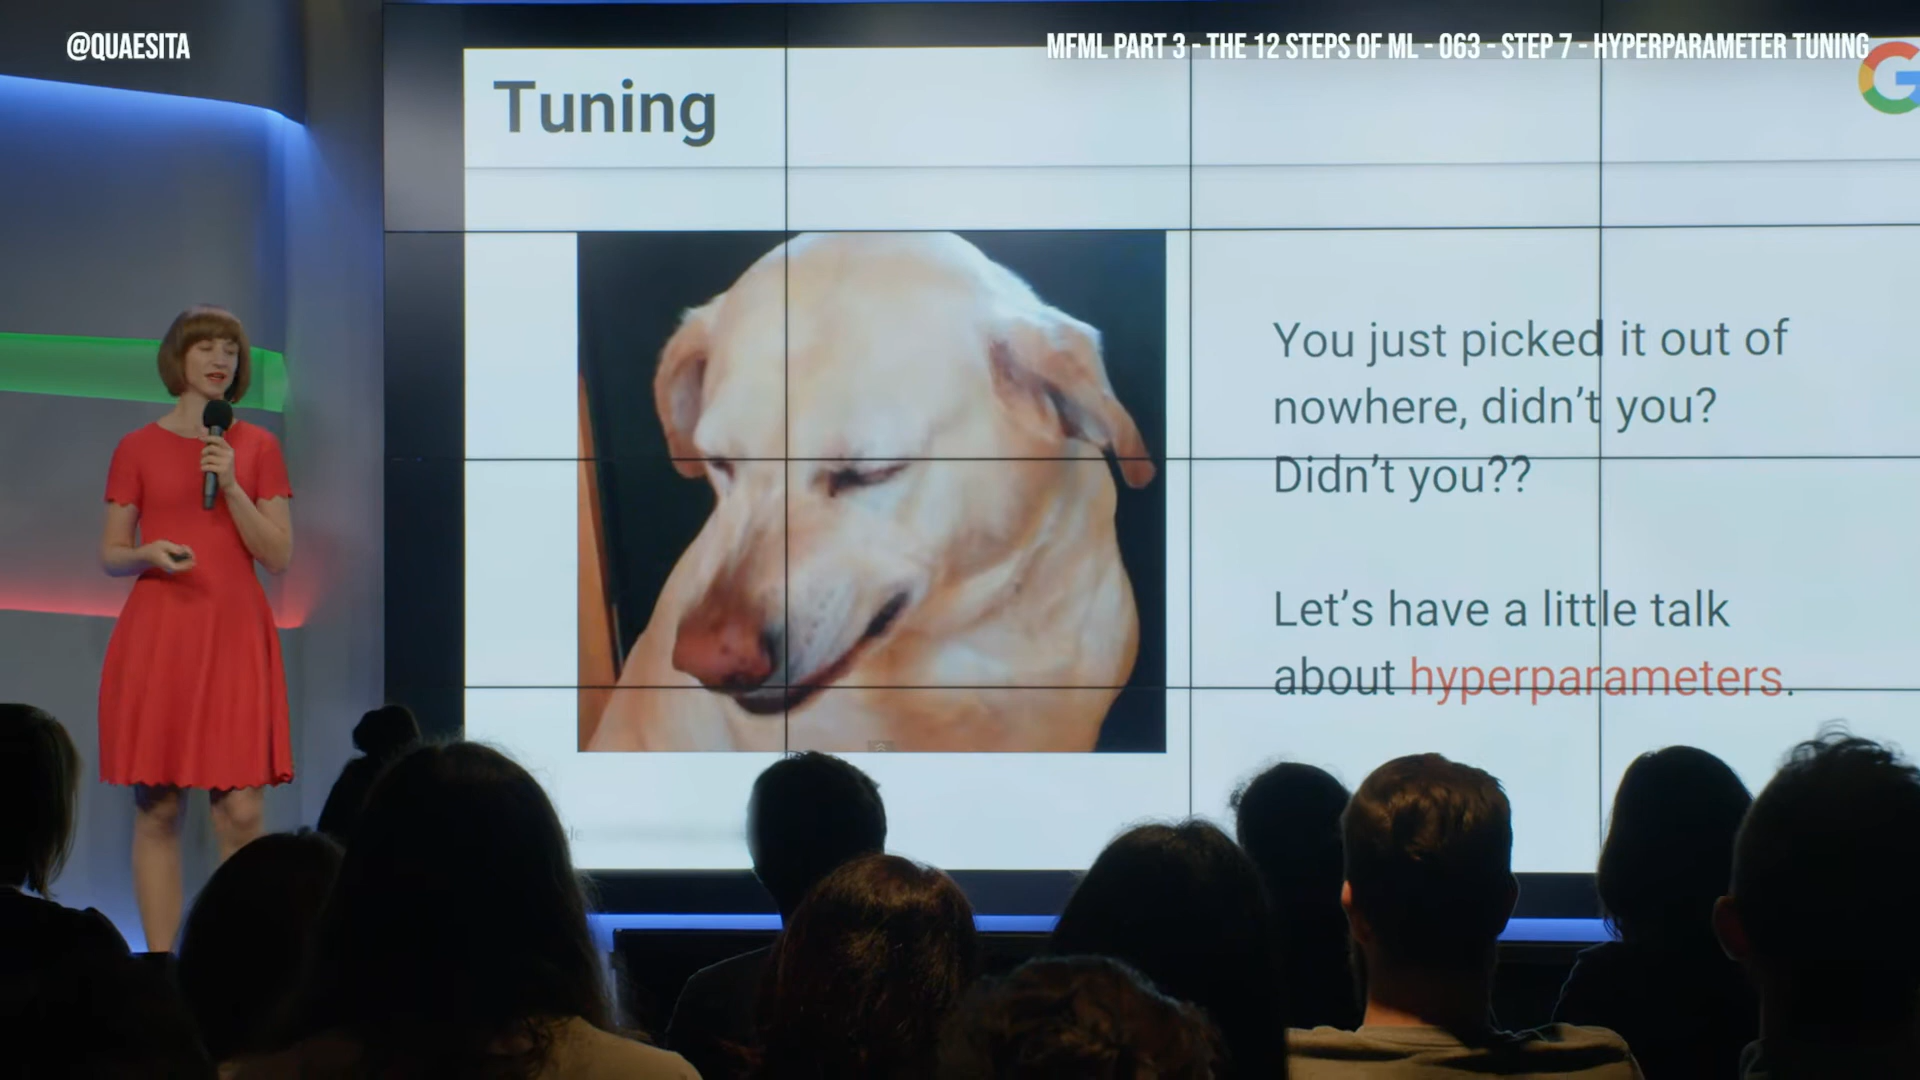 @QUAESITA
MFML PART 3 - THE 12 STEPS OF ML - 063 - STEP 7 - HYPERPARAMETER TUNING
G
Tuning
You just picked it out of
nowhere, didn't you?
Didn't you??
Let's have a little talk
about hyperparameters.